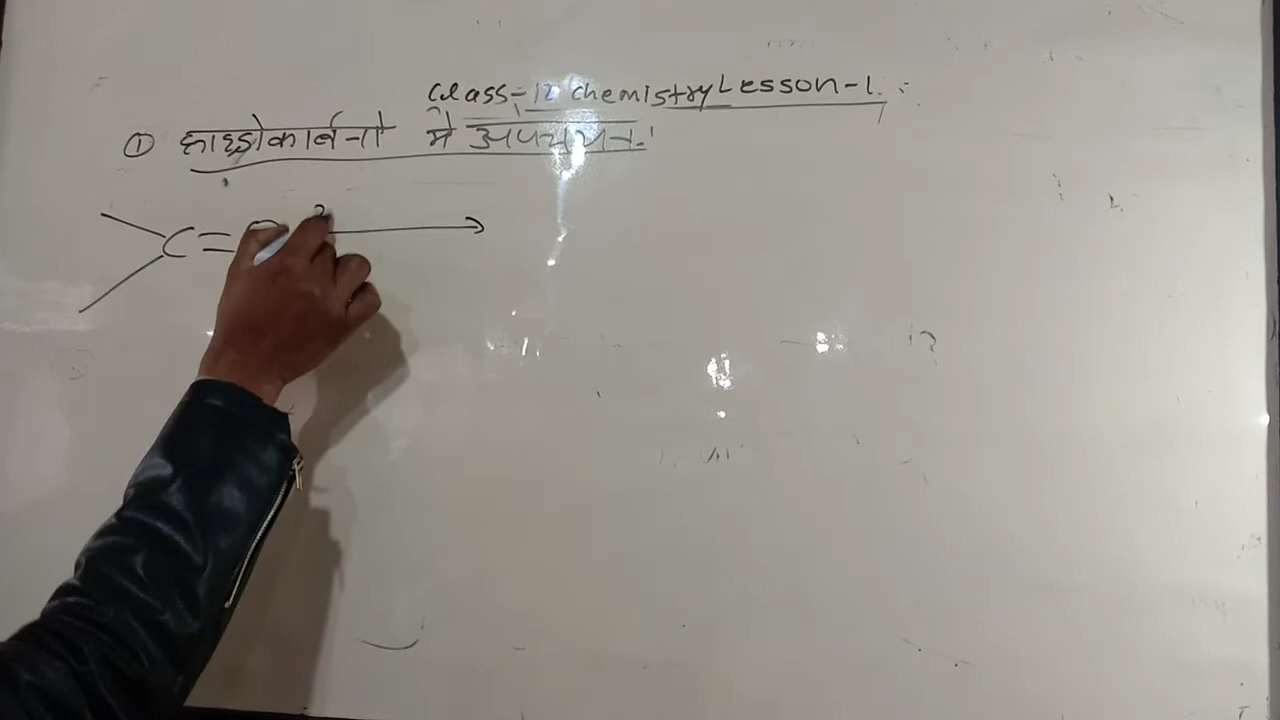 Class-12 chemistry Lesson-1.
① हाइड्रोकार्बनो मे अपचयन:
C =